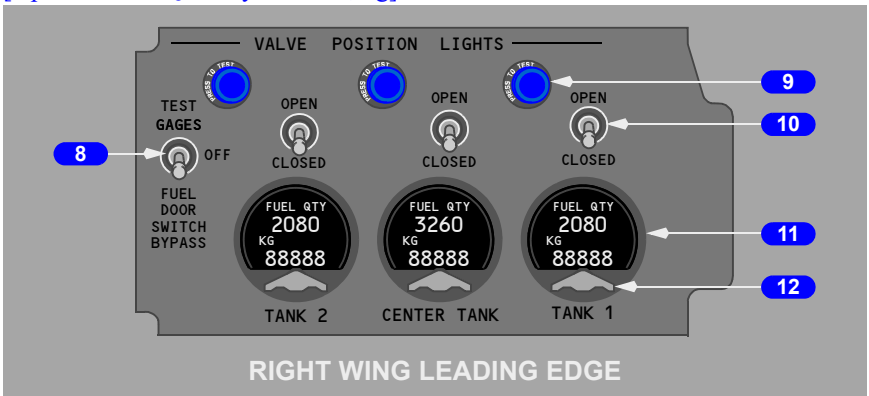 VALVE POSITION LIGHTS
PRESS TO TEST PRESS TO TEST PRESS TO TEST
9
TEST
GAGES
OPEN OPEN OPEN
10
8
OFF
CLOSED CLOSED CLOSED
FUEL
DOOR
SWITCH
BYPASS
FUEL QTY FUEL QTY FUEL QTY
2080 3260 2080
11
KG KG KG
88888 88888 88888
12
TANK 2 CENTER TANK TANK 1
RIGHT WING LEADING EDGE